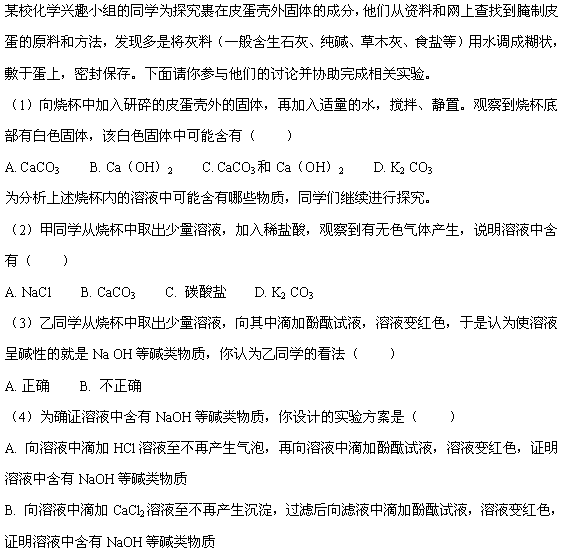 某校化学兴趣小组的同学为探究裹在皮蛋壳外固体的成分，他们从资料和网上查找到腌制皮
蛋的原料和方法，发现多是将灰料（一般含生石灰、纯碱、草木灰、食盐等）用水调成糊状，
敷于蛋上，密封保存。下面请你参与他们的讨论并协助完成相关实验。
（1）向烧杯中加入研碎的皮蛋壳外的固体，再加入适量的水，搅拌、静置。观察到烧杯底
部有白色固体，该白色固体中可能含有（　　）
A. CaCO3　　B. Ca（OH）2　　C. CaCO3和 Ca（OH）2　　D. K2 CO3
为分析上述烧杯内的溶液中可能含有哪些物质，同学们继续进行探究。
（2）甲同学从烧杯中取出少量溶液，加入稀盐酸，观察到有无色气体产生，说明溶液中含
有（　　）
A. NaCl　　B. CaCO3　　C. 碳酸盐　　D. K2 CO3
（3）乙同学从烧杯中取出少量溶液，向其中滴加酚酞试液，溶液变红色，于是认为使溶液
呈碱性的就是 Na OH 等碱类物质，你认为乙同学的看法（　　）
A. 正确　　B. 不正确
（4）为确证溶液中含有 NaOH 等碱类物质，你设计的实验方案是（　　）
A. 向溶液中滴加 HCl 溶液至不再产生气泡，再向溶液中滴加酚酞试液，溶液变红色，证明
溶液中含有 NaOH 等碱类物质
B. 向溶液中滴加 CaCl2 溶液至不再产生沉淀，过滤后向滤液中滴加酚酞试液，溶液变红色，
证明溶液中含有 NaOH 等碱类物质